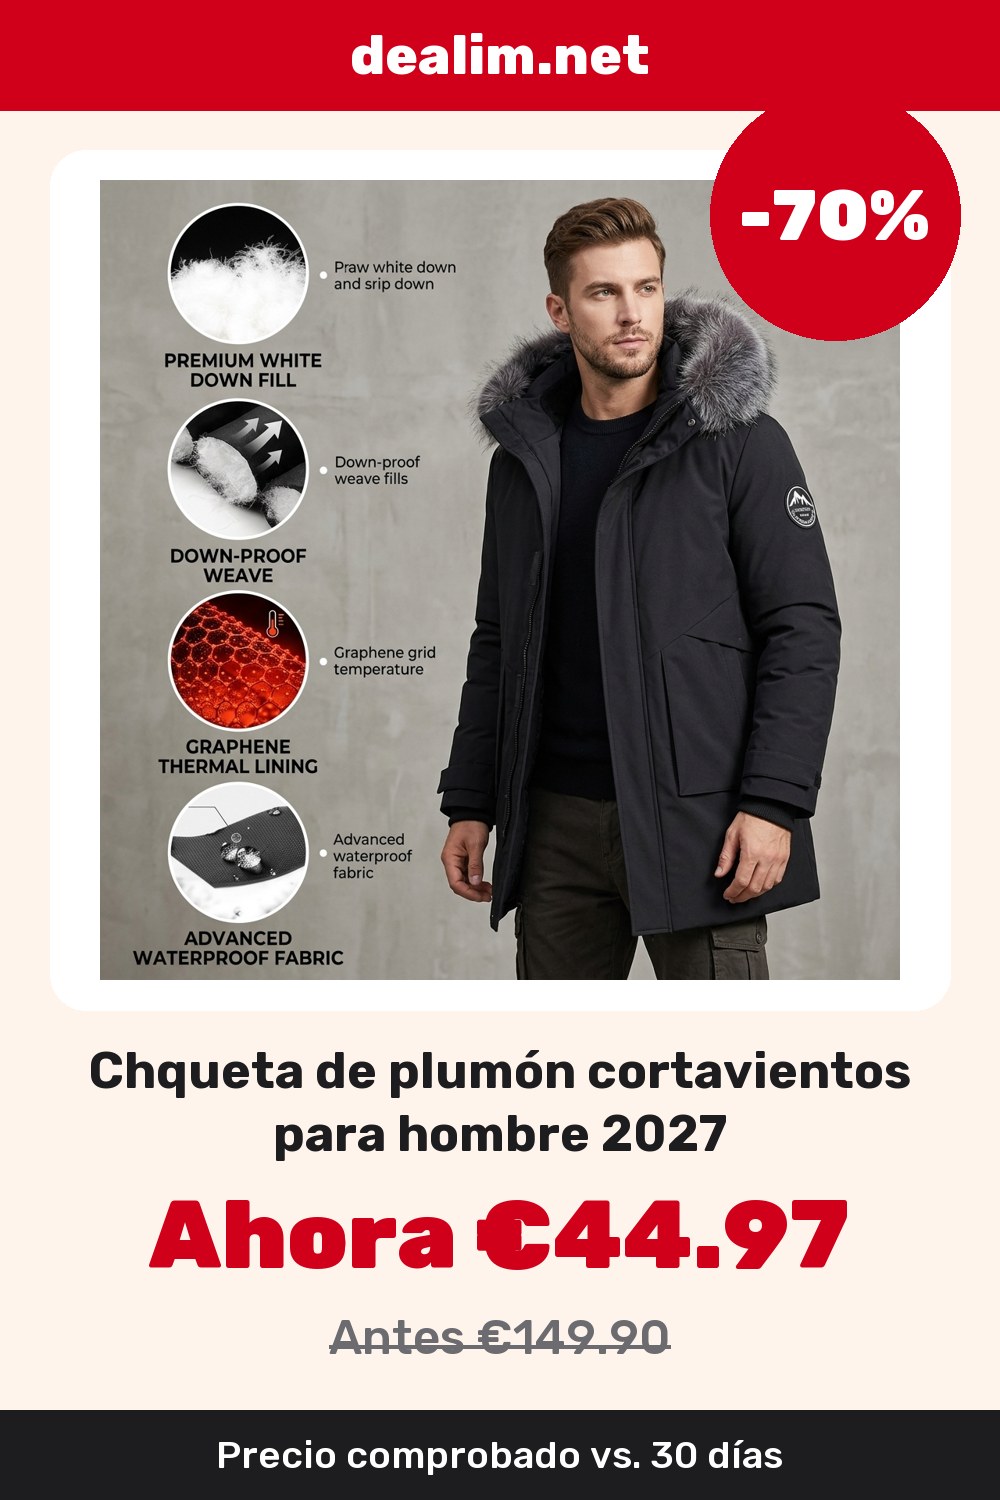 dealim.net
-70%
Praw white down
and srip down
PREMIUM WHITE
DOWN FILL
Down-proof
weave fills
DOWN-PROOF
WEAVE
Graphene grid
temperature
GRAPHENE
THERMAL LINING
Advanced
waterproof
fabric
ADVANCED
WATERPROOF FABRIC
Chqueta de plumón cortavientos
para hombre 2027
Ahora €44.97
Antes €149.90
Precio comprobado vs. 30 días